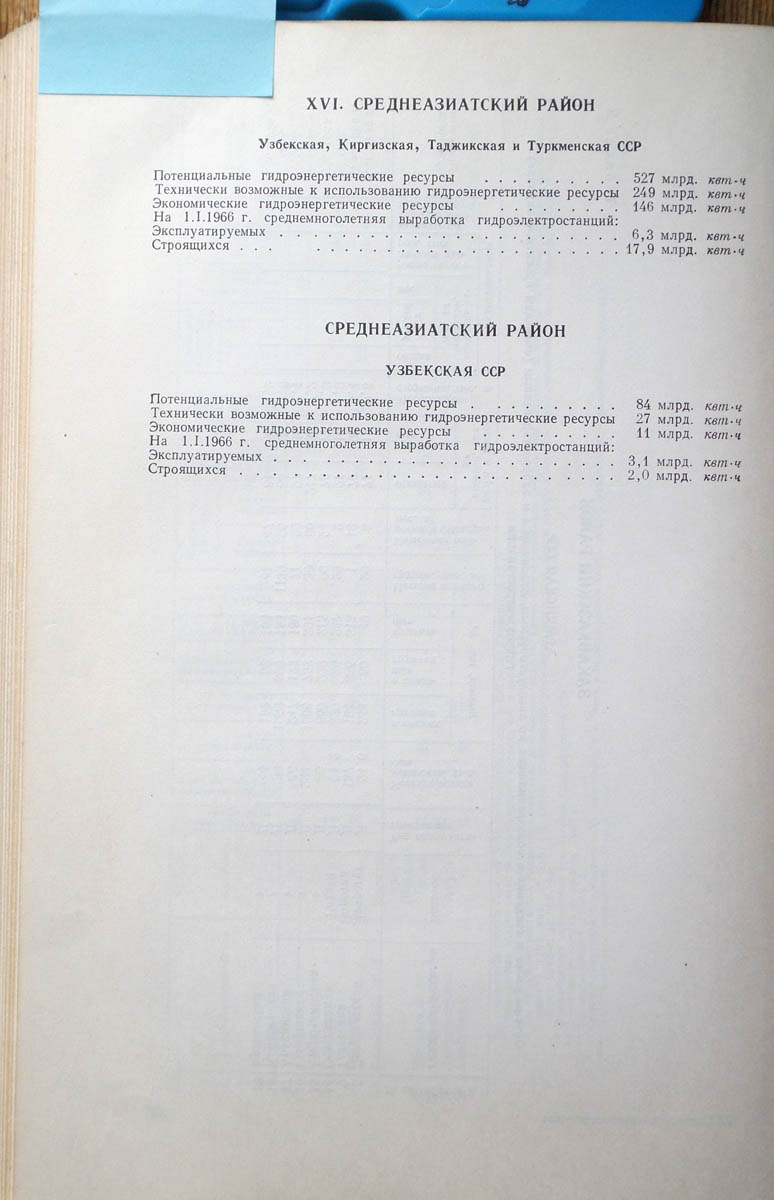 XVI. СРЕДНЕАЗИАТСКИЙ РАЙОН
Узбекская, Киргизская, Таджикская и Туркменская ССР
Потенциальные гидроэнергетические ресурсы . . . . . . . . . . 527 млрд. квт·ч
Технически возможные к использованию гидроэнергетические ресурсы 249 млрд. квт·ч
Экономические гидроэнергетические ресурсы . . . . . . . . . 146 млрд. квт·ч
На 1.I.1966 г. среднемноголетняя выработка гидроэлектростанций:
Эксплуатируемых . . . . . . . . . . . . . . . . . . . . . . . 6,3 млрд. квт·ч
Строящихся . . . . . . . . . . . . . . . . . . . . . . . . 17,9 млрд. квт·ч
СРЕДНЕАЗИАТСКИЙ РАЙОН
УЗБЕКСКАЯ ССР
Потенциальные гидроэнергетические ресурсы . . . . . . . . . . 84 млрд. квт·ч
Технически возможные к использованию гидроэнергетические ресурсы 27 млрд. квт·ч
Экономические гидроэнергетические ресурсы . . . . . . . . . . 11 млрд. квт·ч
На 1.I.1966 г. среднемноголетняя выработка гидроэлектростанций:
Эксплуатируемых . . . . . . . . . . . . . . . . . . . . . . . 3,1 млрд. квт·ч
Строящихся . . . . . . . . . . . . . . . . . . . . . . . . . 2,0 млрд. квт·ч